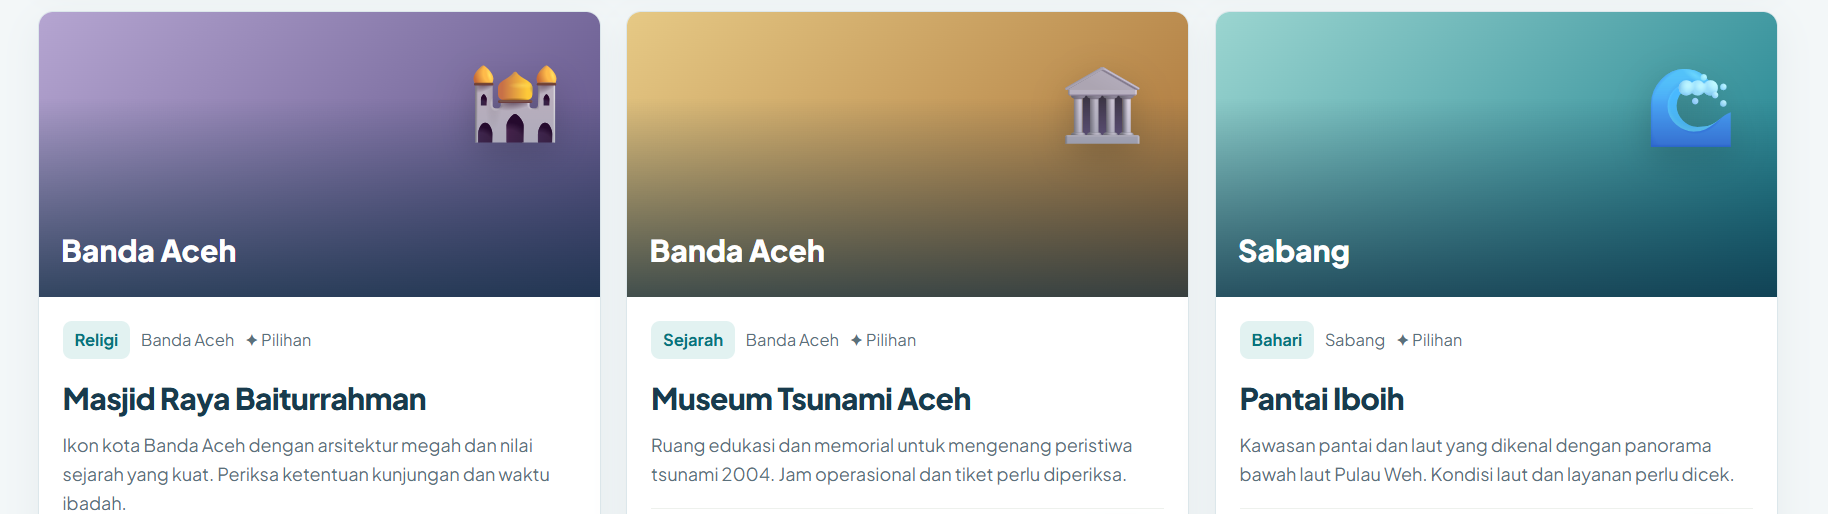 Banda Aceh
Religi Banda Aceh ✦ Pilihan
Masjid Raya Baiturrahman
Ikon kota Banda Aceh dengan arsitektur megah dan nilai
sejarah yang kuat. Periksa ketentuan kunjungan dan waktu
ibadah.
Banda Aceh
Sejarah Banda Aceh ✦ Pilihan
Museum Tsunami Aceh
Ruang edukasi dan memorial untuk mengenang peristiwa
tsunami 2004. Jam operasional dan tiket perlu diperiksa.
Sabang
Bahari Sabang ✦ Pilihan
Pantai Iboih
Kawasan pantai dan laut yang dikenal dengan panorama
bawah laut Pulau Weh. Kondisi laut dan layanan perlu dicek.